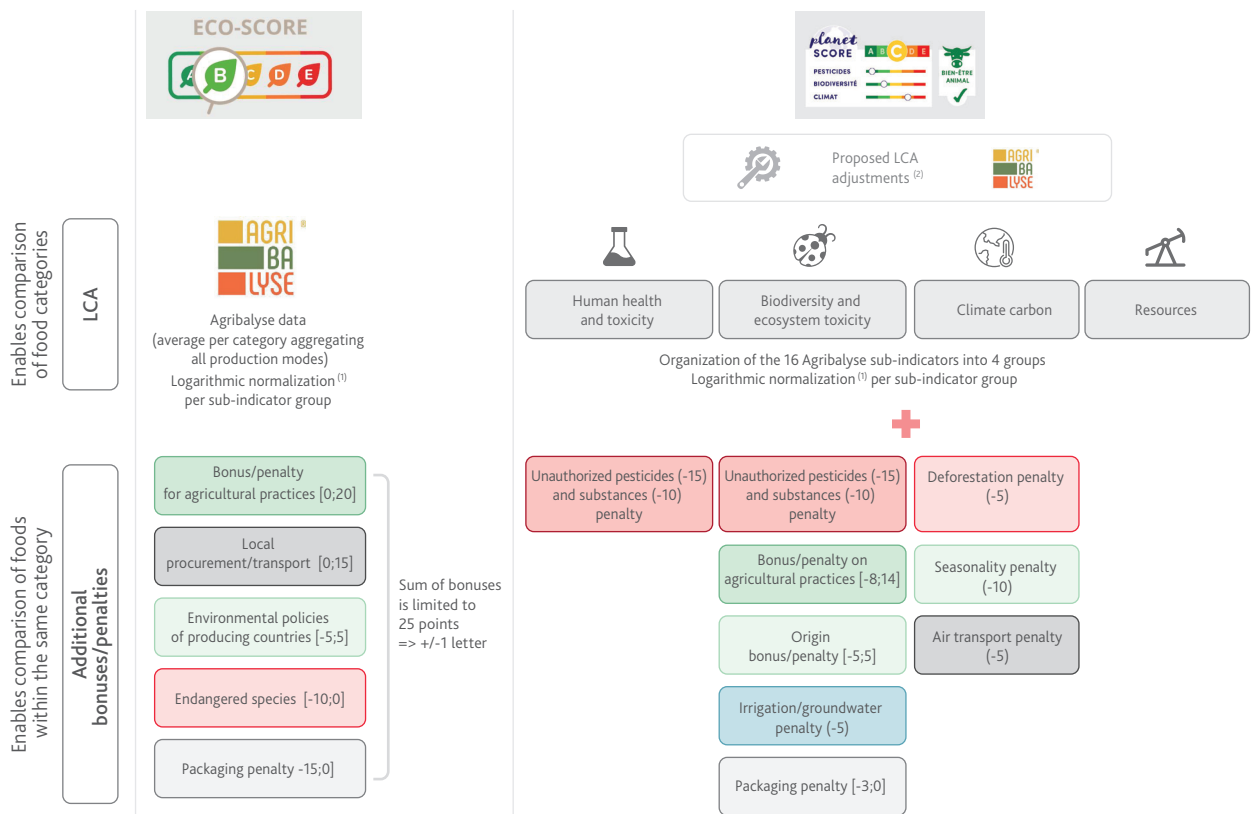 ECO-SCORE
A B C D E
planet
SCORE
A B C D E
PESTICIDES
BIODIVERSITÉ
CLIMAT
BIEN-ÊTRE
ANIMAL
Proposed LCA
adjustments (2)
AGRI
BA
LYSE
Enables comparison
of food categories
LCA
AGRI
BA
LYSE
Agribalyse data
(average per category aggregating
all production modes)
Logarithmic normalization (1)
per sub-indicator group
Human health
and toxicity
Biodiversity and
ecosystem toxicity
Climate carbon
Resources
Organization of the 16 Agribalyse sub-indicators into 4 groups
Logarithmic normalization (1) per sub-indicator group
Enables comparison of foods
within the same category
Additional
bonuses/penalties
Bonus/penalty
for agricultural practices [0;20]
Local
procurement/transport [0;15]
Environmental policies
of producing countries [-5;5]
Endangered species [-10;0]
Packaging penalty -15;0]
Sum of bonuses
is limited to
25 points
=> +/-1 letter
Unauthorized pesticides (-15)
and substances (-10)
penalty
Unauthorized pesticides (-15)
and substances (-10)
penalty
Bonus/penalty on
agricultural practices [-8;14]
Origin
bonus/penalty [-5;5]
Irrigation/groundwater
penalty (-5)
Packaging penalty [-3;0]
Deforestation penalty
(-5)
Seasonality penalty
(-10)
Air transport penalty
(-5)